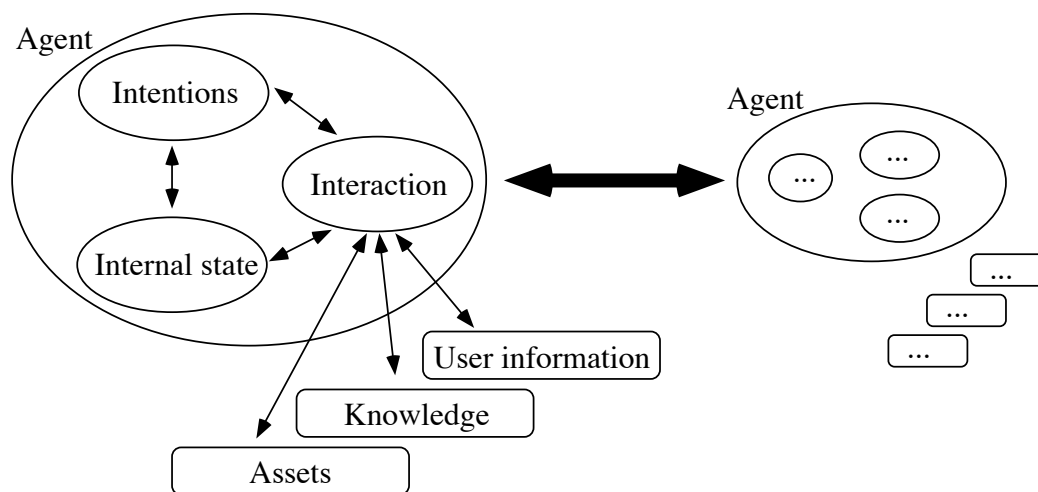 Agent
Intentions
Interaction
Internal state
User information
Knowledge
Assets
Agent
...
...
...
...
...
...